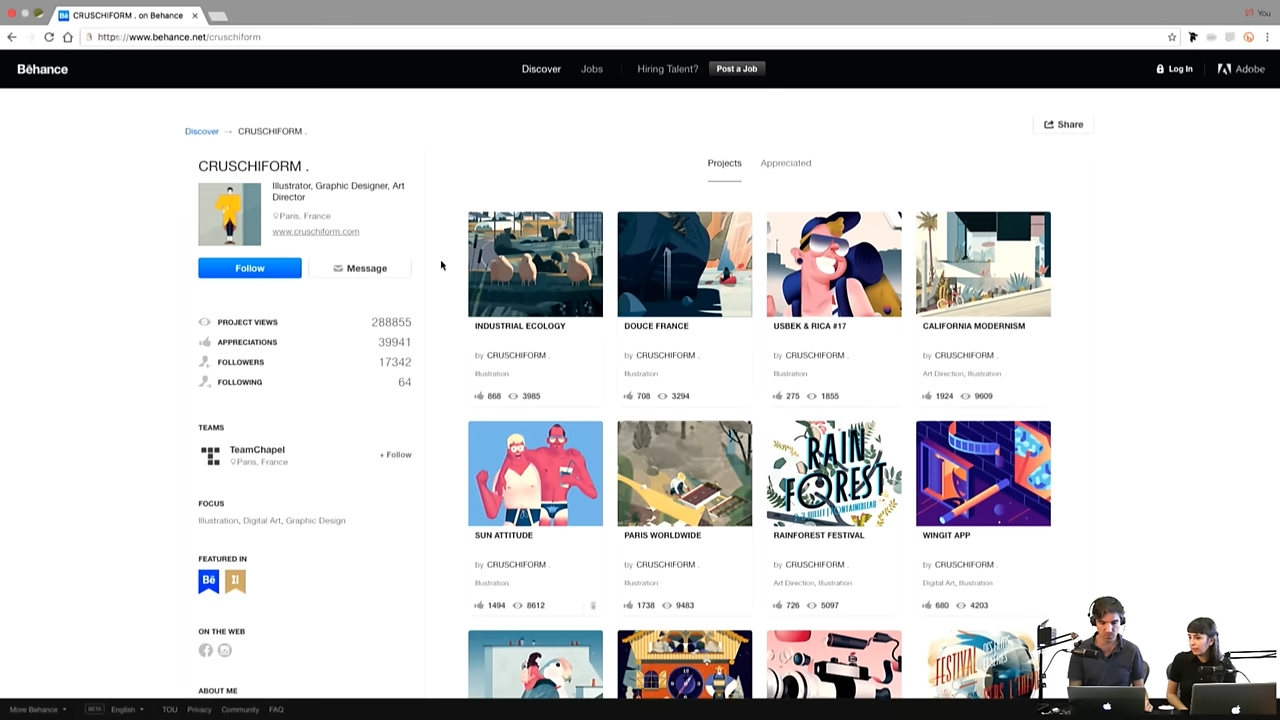 CRUSCHIFORM . on Behance
You
https://www.behance.net/cruschiform
Bēhance
Discover
Jobs
Hiring Talent?
Post a Job
Log In
Adobe
Discover → CRUSCHIFORM .
Share
CRUSCHIFORM .
Illustrator, Graphic Designer, Art
Director
Paris, France
www.cruschiform.com
Follow
Message
PROJECT VIEWS 288855
APPRECIATIONS 39941
FOLLOWERS 17342
FOLLOWING 64
TEAMS
TeamChapel
Paris, France
+ Follow
FOCUS
Illustration, Digital Art, Graphic Design
FEATURED IN
Bē
Il
ON THE WEB
ABOUT ME
Projects
Appreciated
INDUSTRIAL ECOLOGY
by CRUSCHIFORM .
Illustration
868 3985
DOUCE FRANCE
by CRUSCHIFORM .
Illustration
708 3294
USBEK & RICA #17
by CRUSCHIFORM .
Illustration
275 1855
CALIFORNIA MODERNISM
by CRUSCHIFORM .
Art Direction, Illustration
1924 9609
SUN ATTITUDE
by CRUSCHIFORM .
Illustration
1494 8612
PARIS WORLDWIDE
by CRUSCHIFORM .
Illustration
1738 9483
RAIN
FOREST
RAINFOREST FESTIVAL
by CRUSCHIFORM .
Art Direction, Illustration
726 5097
WINGIT APP
by CRUSCHIFORM .
Digital Art, Illustration
680 4203
FESTIVAL
More Behance
BETA
English
TOU
Privacy
Community
FAQ